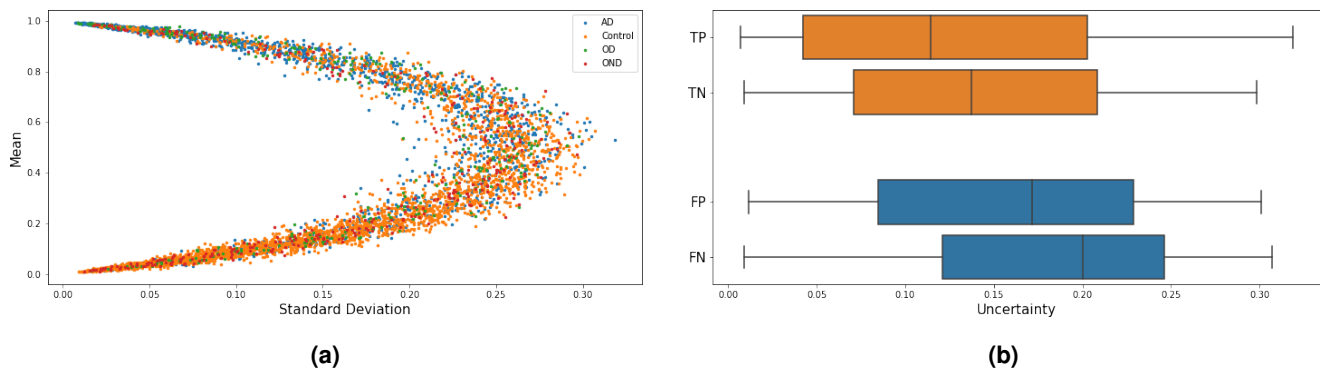 1.0
0.8
0.6
0.4
0.2
0.0
Mean
AD
Control
OD
OND
0.00 0.05 0.10 0.15 0.20 0.25 0.30
Standard Deviation
(a)
TP
TN
FP
FN
0.00 0.05 0.10 0.15 0.20 0.25 0.30
Uncertainty
(b)